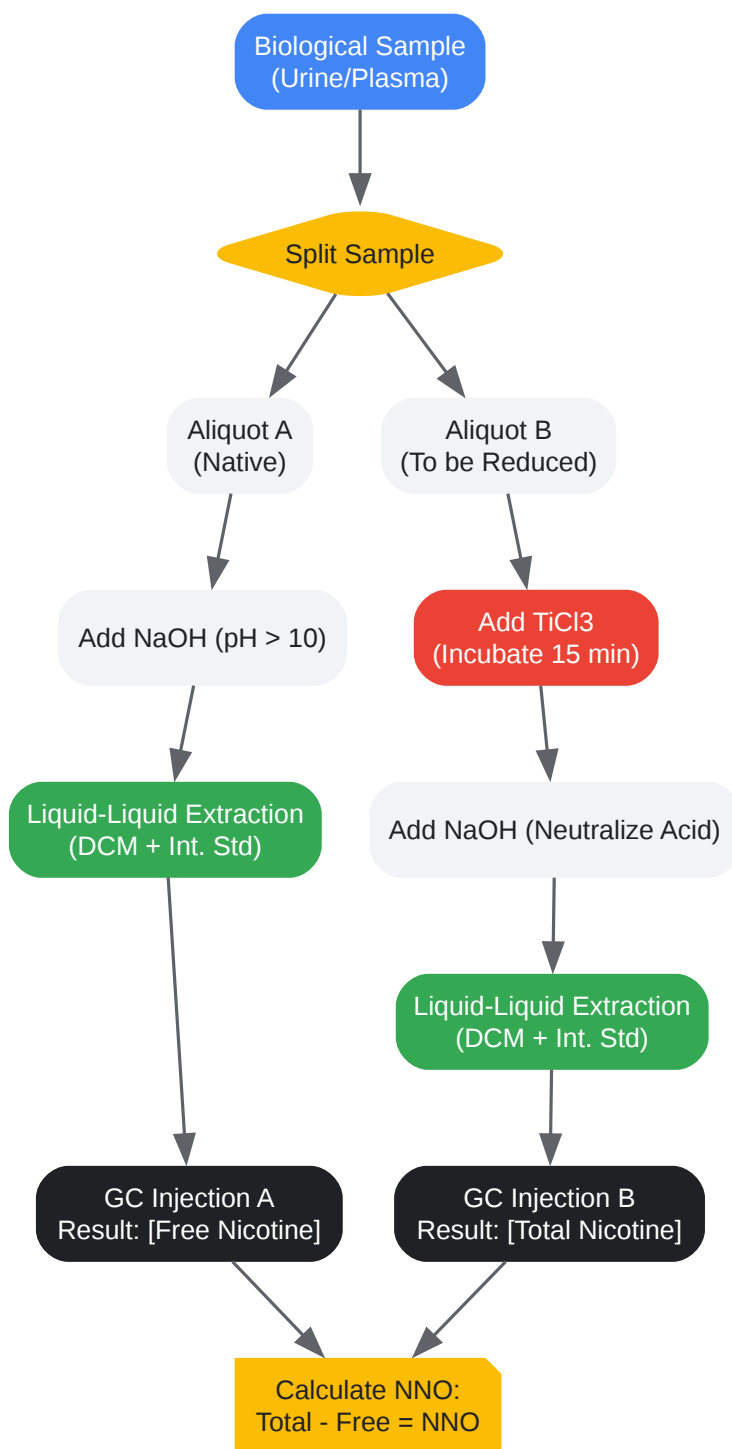 Biological Sample
(Urine/Plasma)
Split Sample
Aliquot A
(Native)
Aliquot B
(To be Reduced)
Add NaOH (pH > 10)
Add TiCl3
(Incubate 15 min)
Liquid-Liquid Extraction
(DCM + Int. Std)
Add NaOH (Neutralize Acid)
Liquid-Liquid Extraction
(DCM + Int. Std)
GC Injection A
Result: [Free Nicotine]
GC Injection B
Result: [Total Nicotine]
Calculate NNO:
Total - Free = NNO